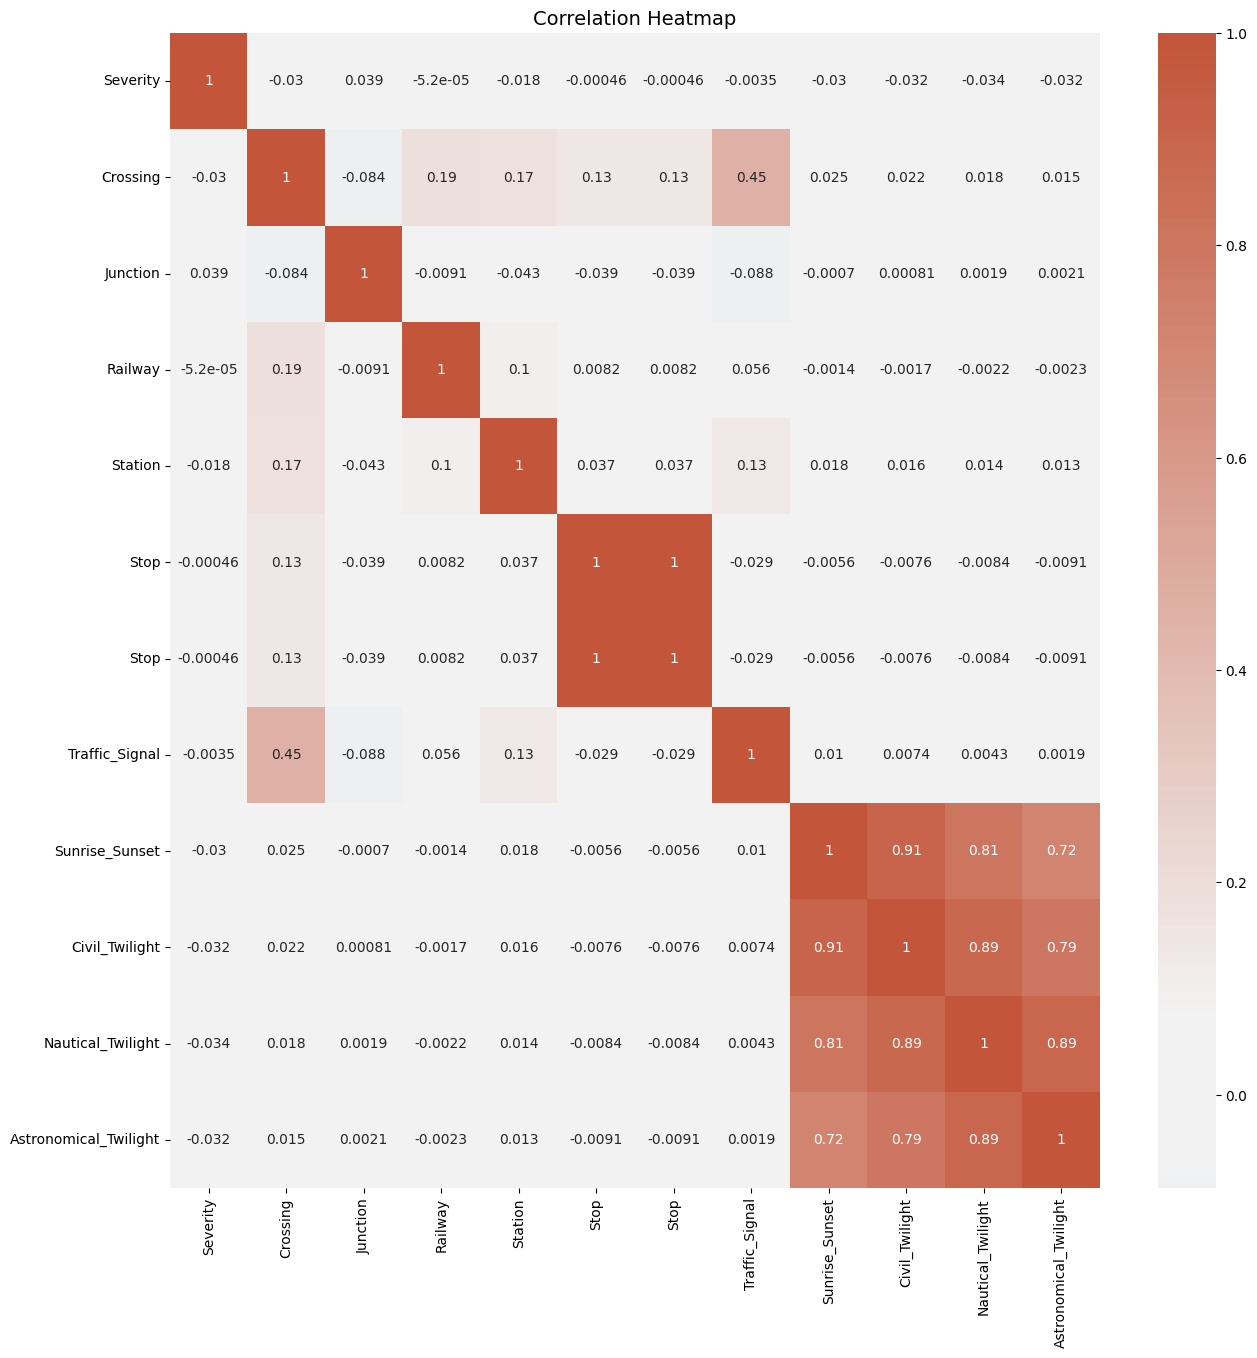 Correlation Heatmap
Severity 1 -0.03 0.039 -5.2e-05 -0.018 -0.00046 -0.00046 -0.0035 -0.03 -0.032 -0.034 -0.032
Crossing -0.03 1 -0.084 0.19 0.17 0.13 0.13 0.45 0.025 0.022 0.018 0.015
Junction 0.039 -0.084 1 -0.0091 -0.043 -0.039 -0.039 -0.088 -0.0007 0.00081 0.0019 0.0021
Railway -5.2e-05 0.19 -0.0091 1 0.1 0.0082 0.0082 0.056 -0.0014 -0.0017 -0.0022 -0.0023
Station -0.018 0.17 -0.043 0.1 1 0.037 0.037 0.13 0.018 0.016 0.014 0.013
Stop -0.00046 0.13 -0.039 0.0082 0.037 1 1 -0.029 -0.0056 -0.0076 -0.0084 -0.0091
Stop -0.00046 0.13 -0.039 0.0082 0.037 1 1 -0.029 -0.0056 -0.0076 -0.0084 -0.0091
Traffic_Signal -0.0035 0.45 -0.088 0.056 0.13 -0.029 -0.029 1 0.01 0.0074 0.0043 0.0019
Sunrise_Sunset -0.03 0.025 -0.0007 -0.0014 0.018 -0.0056 -0.0056 0.01 1 0.91 0.81 0.72
Civil_Twilight -0.032 0.022 0.00081 -0.0017 0.016 -0.0076 -0.0076 0.0074 0.91 1 0.89 0.79
Nautical_Twilight -0.034 0.018 0.0019 -0.0022 0.014 -0.0084 -0.0084 0.0043 0.81 0.89 1 0.89
Astronomical_Twilight -0.032 0.015 0.0021 -0.0023 0.013 -0.0091 -0.0091 0.0019 0.72 0.79 0.89 1
Severity
Crossing
Junction
Railway
Station
Stop
Stop
Traffic_Signal
Sunrise_Sunset
Civil_Twilight
Nautical_Twilight
Astronomical_Twilight
1.0
0.8
0.6
0.4
0.2
0.0